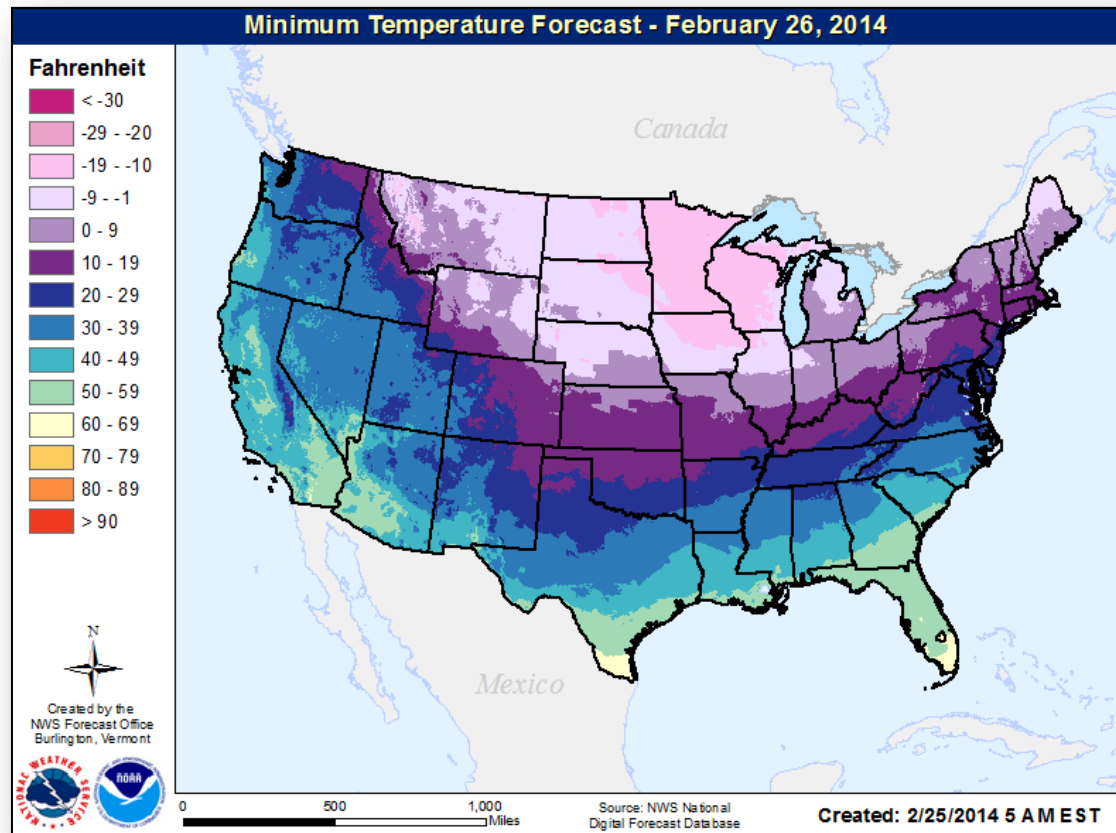 Minimum Temperature Forecast - February 26, 2014
Fahrenheit
< -30
-29 - -20
-19 - -10
-9 - -1
0 - 9
10 - 19
20 - 29
30 - 39
40 - 49
50 - 59
60 - 69
70 - 79
80 - 89
> 90
Canada
Mexico
N
Created by the
NWS Forecast Office
Burlington, Vermont
NATIONAL WEATHER SERVICE
NOAA
0 500 1,000
Miles
Source: NWS National
Digital Forecast Database
Created: 2/25/2014 5 AM EST